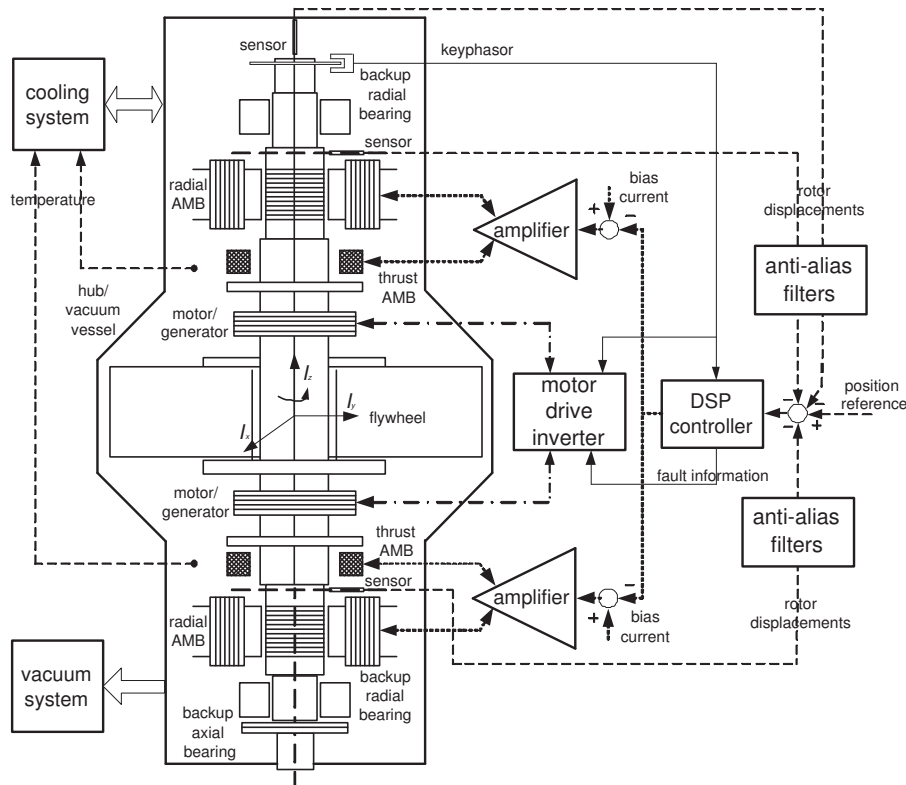 sensor
keyphasor
cooling
system
backup
radial
bearing
sensor
radial
AMB
bias
current
rotor
displacements
temperature
amplifier
+
-
anti-alias
filters
hub/
vacuum
vessel
thrust
AMB
motor/
generator
I_z
I_y
I_x
flywheel
motor
drive
inverter
DSP
controller
-
-
-
+
position
reference
fault information
motor/
generator
thrust
AMB
anti-alias
filters
sensor
amplifier
-
+
bias
current
rotor
displacements
radial
AMB
vacuum
system
backup
radial
bearing
backup
axial
bearing